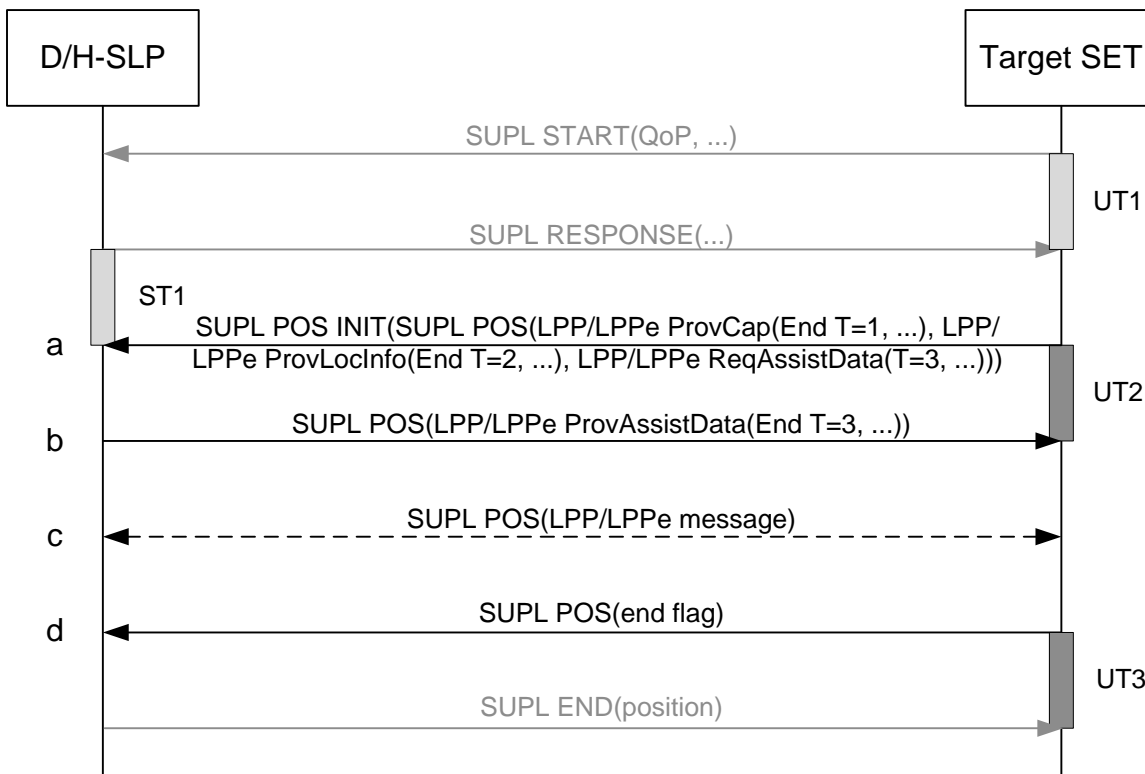 D/H-SLP
Target SET
SUPL START(QoP, ...)
UT1
SUPL RESPONSE(...)
ST1
a
SUPL POS INIT(SUPL POS(LPP/LPPe ProvCap(End T=1, ...), LPP/
LPPe ProvLocInfo(End T=2, ...), LPP/LPPe ReqAssistData(T=3, ...)))
UT2
b
SUPL POS(LPP/LPPe ProvAssistData(End T=3, ...))
c
SUPL POS(LPP/LPPe message)
d
SUPL POS(end flag)
UT3
SUPL END(position)